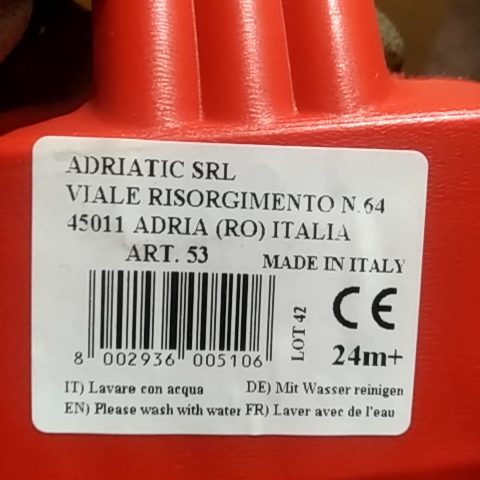 ADRIATIC SRL
VIALE RISORGIMENTO N.64
45011 ADRIA (RO) ITALIA
ART. 53
MADE IN ITALY
CE
LOT 42
24m+
8 002936 005106
IT) Lavare con acqua DE) Mit Wasser reinigen
EN) Please wash with water FR) Laver avec de l'eau